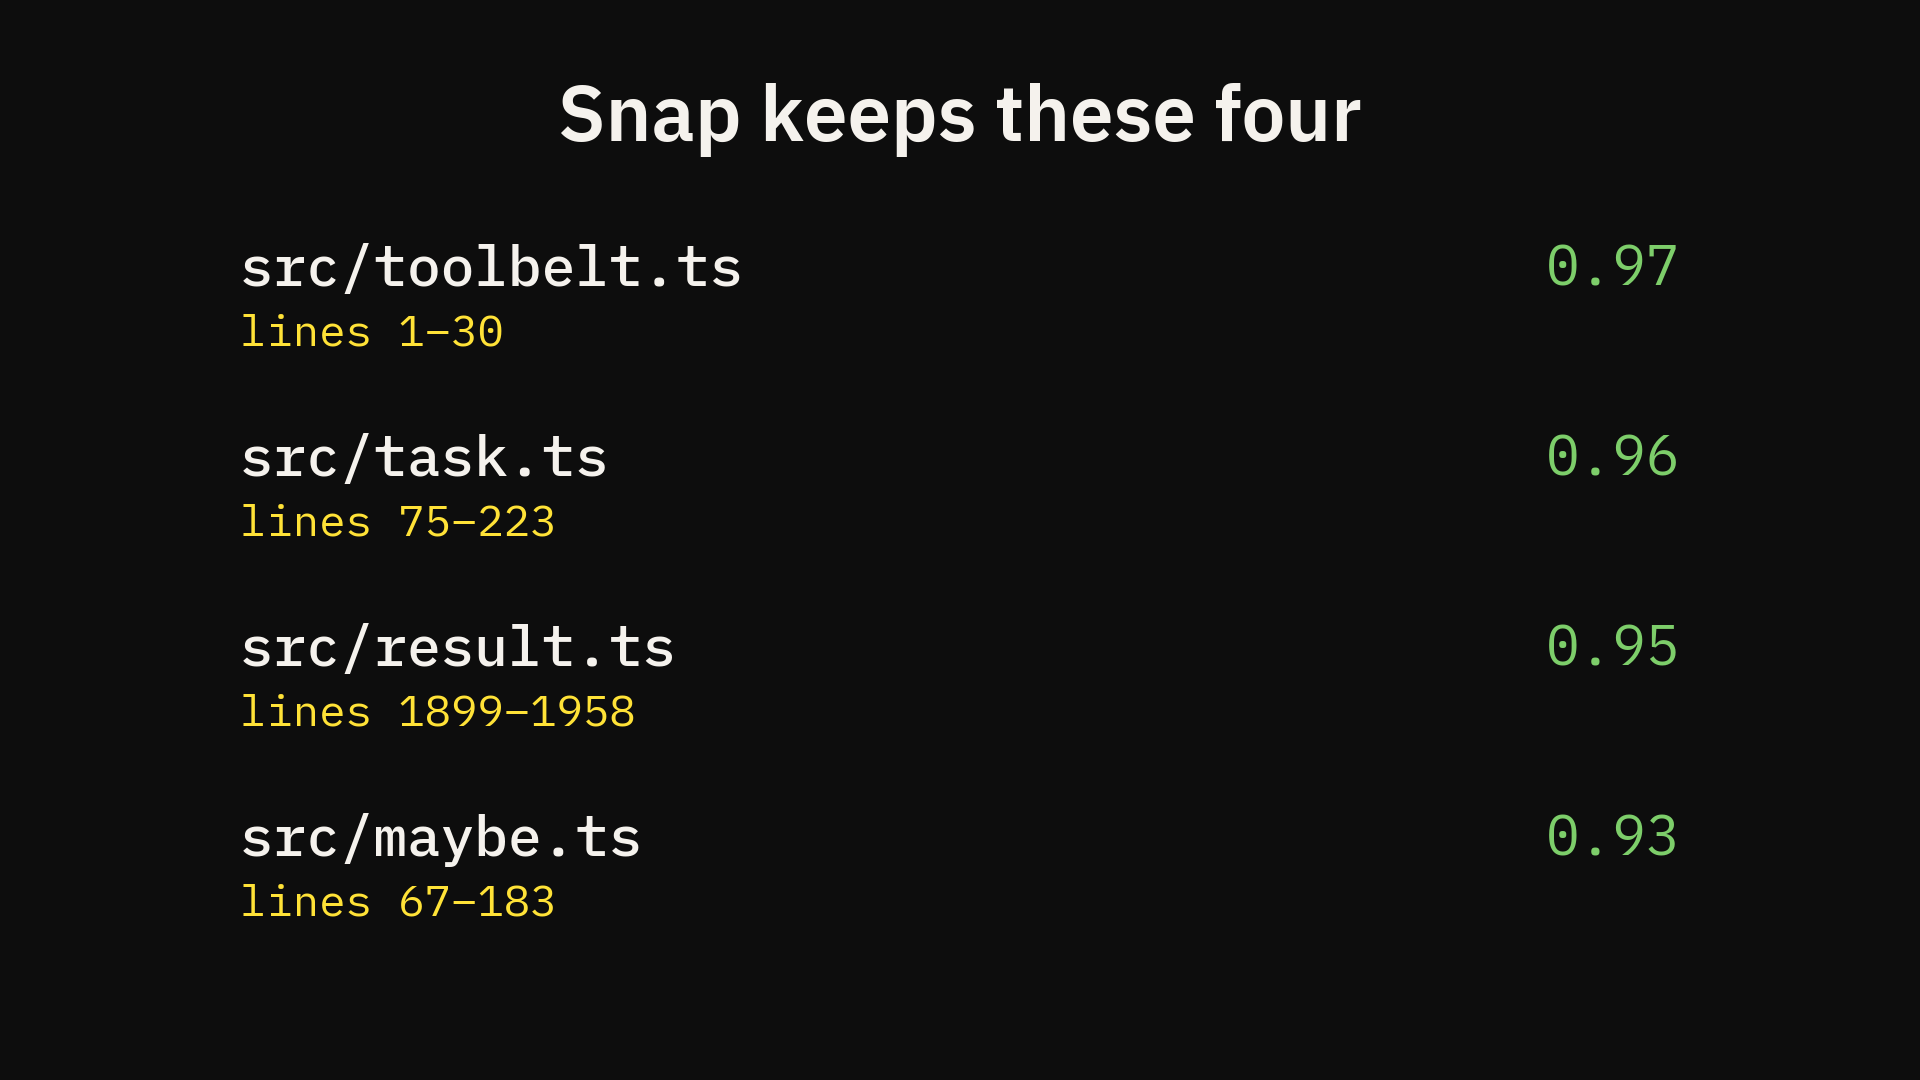 Snap keeps these four
src/toolbelt.ts 0.97
lines 1–30
src/task.ts 0.96
lines 75–223
src/result.ts 0.95
lines 1899–1958
src/maybe.ts 0.93
lines 67–183